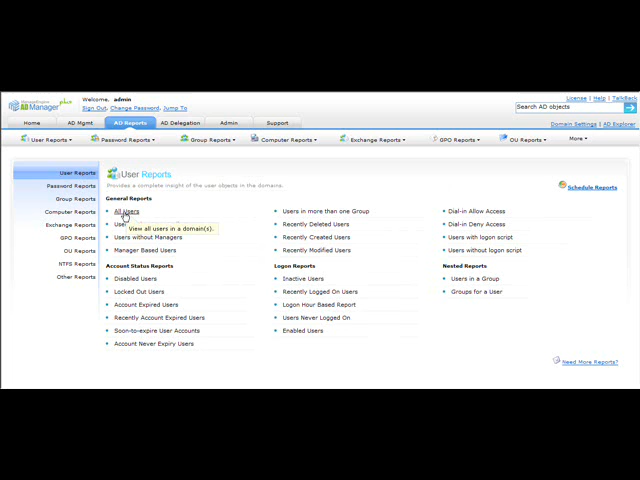 ManageEngine
ADManager plus
Welcome, admin
Sign Out Change Password Jump To
License | Help | TalkBack
Search AD objects
Home AD Mgmt AD Reports AD Delegation Admin Support
Domain Settings | AD Explorer
User Reports Password Reports Group Reports Computer Reports Exchange Reports GPO Reports OU Reports More
User Reports
Password Reports
Group Reports
Computer Reports
Exchange Reports
GPO Reports
OU Reports
NTFS Reports
Other Reports
User Reports
Provides a complete insight of the user objects in the domains.
Schedule Reports
General Reports
All Users
View all users in a domain(s).
Users without Managers
Manager Based Users
Users in more than one Group
Recently Deleted Users
Recently Created Users
Recently Modified Users
Dial-in Allow Access
Dial-in Deny Access
Users with logon script
Users without logon script
Account Status Reports
Disabled Users
Locked Out Users
Account Expired Users
Recently Account Expired Users
Soon-to-expire User Accounts
Account Never Expiry Users
Logon Reports
Inactive Users
Recently Logged On Users
Logon Hour Based Report
Users Never Logged On
Enabled Users
Nested Reports
Users in a Group
Groups for a User
Need More Reports?